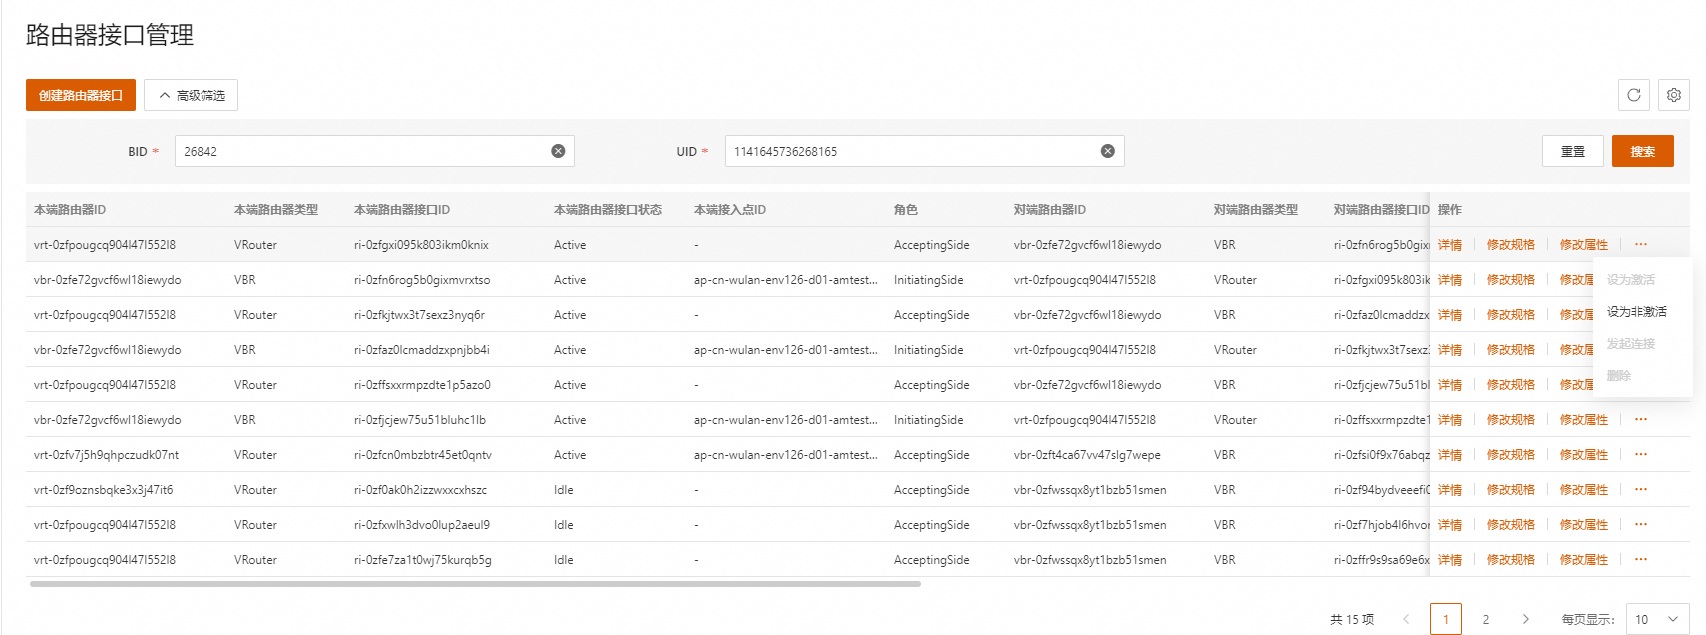 路由器接口管理
创建路由器接口 高级筛选
BID * 26842 UID * 1141645736268165 重置 搜索
本端路由器ID 本端路由器类型 本端路由器接口ID 本端路由器接口状态 本端接入点ID 角色 对端路由器ID 对端路由器类型 对端路由器接口ID 操作
vrt-0zfpougcq904l47l552l8 VRouter ri-0zfgxi095k803ikm0knix Active - AcceptingSide vbr-0zfe72gvcf6wl18iewydo VBR ri-0zfn6rog5b0gix 详情 修改规格 修改属性 ···
vbr-0zfe72gvcf6wl18iewydo VBR ri-0zfn6rog5b0gixmvrxtso Active ap-cn-wulan-env126-d01-amtest... InitiatingSide vrt-0zfpougcq904l47l552l8 VRouter ri-0zfgxi095k803ik 详情 修改规格 修改属 设为激活
vrt-0zfpougcq904l47l552l8 VRouter ri-0zfkjtwx3t7sexz3nyq6r Active - AcceptingSide vbr-0zfe72gvcf6wl18iewydo VBR ri-0zfaz0lcmaddzx 详情 修改规格 修改属 设为非激活
vbr-0zfe72gvcf6wl18iewydo VBR ri-0zfaz0lcmaddzxpnjbb4i Active ap-cn-wulan-env126-d01-amtest... InitiatingSide vrt-0zfpougcq904l47l552l8 VRouter ri-0zfkjtwx3t7sexz 详情 修改规格 修改属 发起连接
vrt-0zfpougcq904l47l552l8 VRouter ri-0zffsxxrmpzdte1p5azo0 Active - AcceptingSide vbr-0zfe72gvcf6wl18iewydo VBR ri-0zfjcjew75u51bl 详情 修改规格 修改属 删除
vbr-0zfe72gvcf6wl18iewydo VBR ri-0zfjcjew75u51bluhc1lb Active ap-cn-wulan-env126-d01-amtest... InitiatingSide vrt-0zfpougcq904l47l552l8 VRouter ri-0zffsxxrmpzdte1 详情 修改规格 修改属性 ···
vrt-0zfv7j5h9qhpczudk07nt VRouter ri-0zfcn0mbzbtr45et0qntv Active ap-cn-wulan-env126-d01-amtest... AcceptingSide vbr-0zft4ca67vv47slg7wepe VBR ri-0zfsi0f9x76abqz 详情 修改规格 修改属性 ···
vrt-0zf9oznsbqke3x3j47it6 VRouter ri-0zf0ak0h2izzwxxcxhszc Idle - AcceptingSide vbr-0zfwssqx8yt1bzb51smen VBR ri-0zf94bydveeefi 详情 修改规格 修改属性 ···
vrt-0zfpougcq904l47l552l8 VRouter ri-0zfxwlh3dvo0lup2aeul9 Idle - AcceptingSide vbr-0zfwssqx8yt1bzb51smen VBR ri-0zf7hjob4l6hvor 详情 修改规格 修改属性 ···
vrt-0zfpougcq904l47l552l8 VRouter ri-0zfe7za1t0wj75kurqb5g Idle - AcceptingSide vbr-0zfwssqx8yt1bzb51smen VBR ri-0zffr9s9sa69e6x 详情 修改规格 修改属性 ···
共 15 项 1 2 每页显示: 10